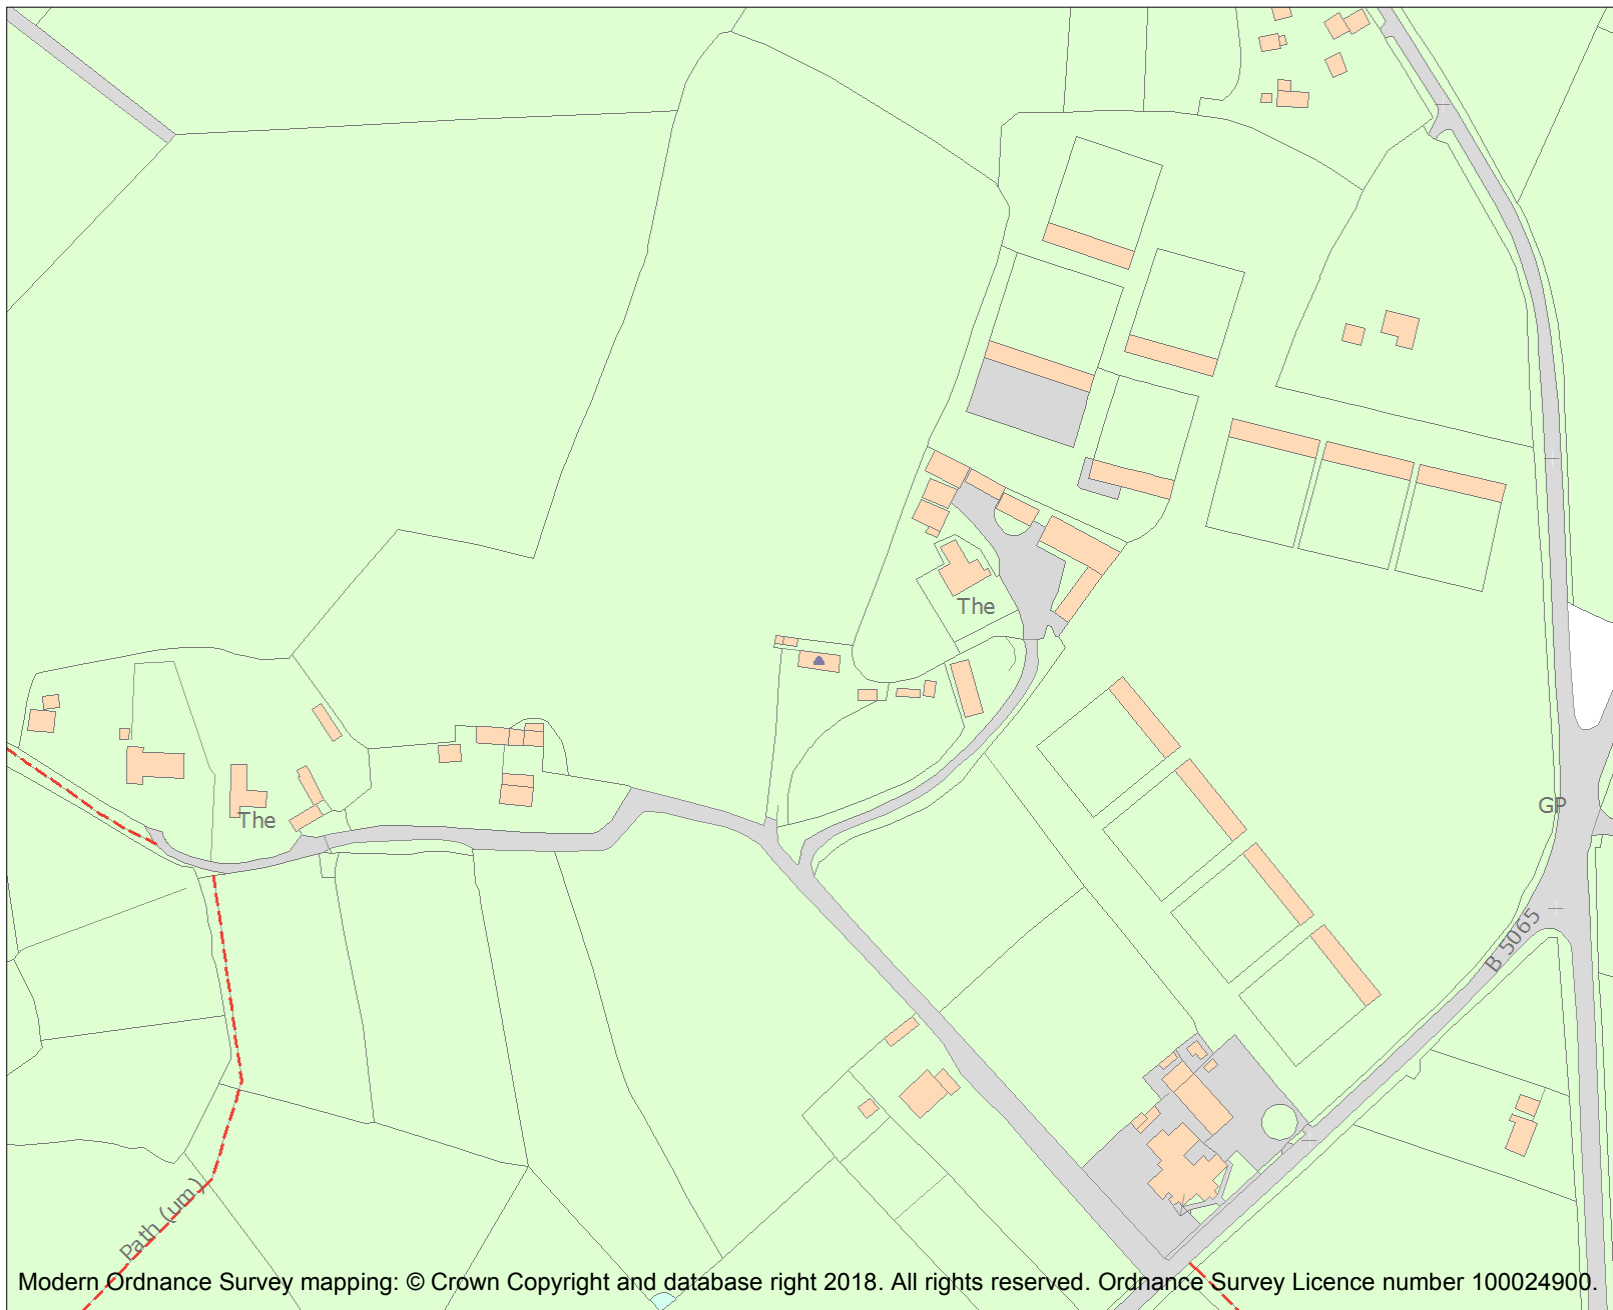 The
GP
The
B 5065
Path (um)
Modern Ordnance Survey mapping: © Crown Copyright and database right 2018. All rights reserved. Ordnance Survey Licence number 100024900.